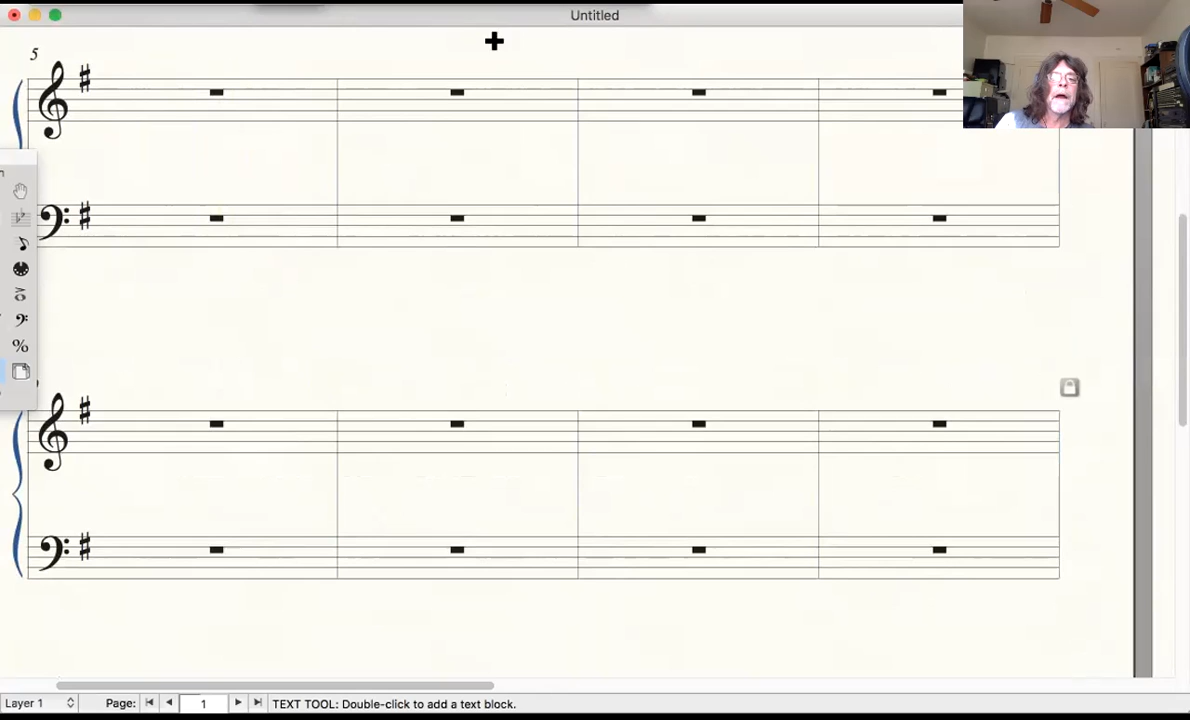 Untitled
5
Layer 1
Page:
1
TEXT TOOL: Double-click to add a text block.